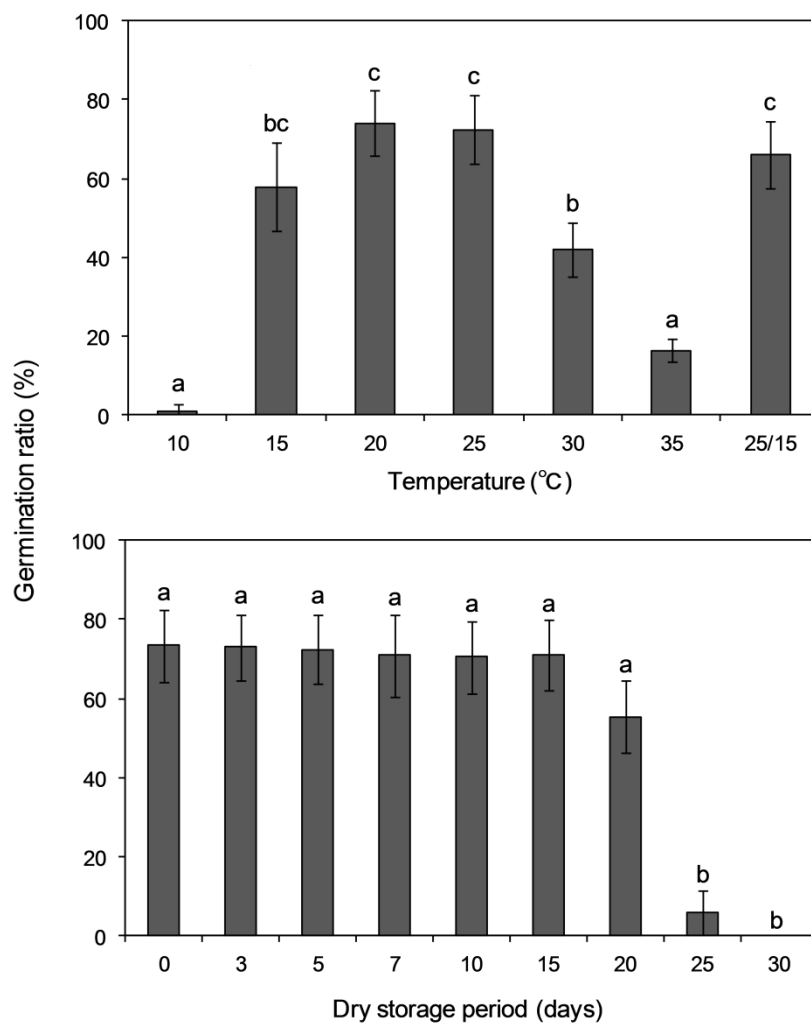 100
80
60
40
20
0
a
bc
c
c
b
a
c
10 15 20 25 30 35 25/15
Temperature (℃)
Germination ratio (%)
100
80
60
40
20
0
a a a a a a a b b
0 3 5 7 10 15 20 25 30
Dry storage period (days)